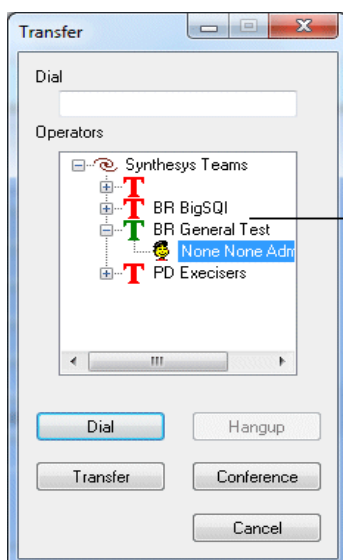 Transfer
Dial
Operators
Synthesys Teams
T
T BR BigSQl
T BR General Test
None None Adm
T PD Execisers
Dial
Hangup
Transfer
Conference
Cancel